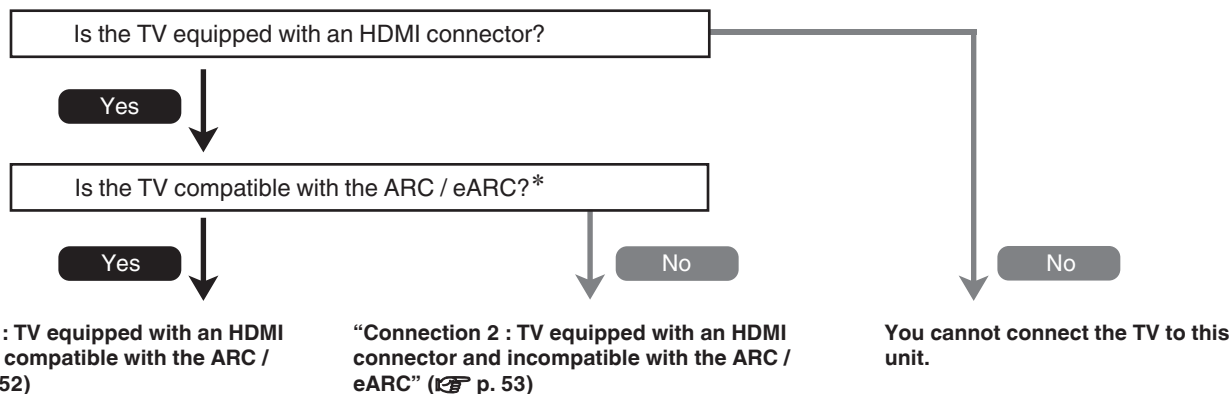 Is the TV equipped with an HDMI connector?
Yes
Is the TV compatible with the ARC / eARC?*
Yes
No
No
: TV equipped with an HDMI
compatible with the ARC /
52)
“Connection 2 : TV equipped with an HDMI
connector and incompatible with the ARC /
eARC” (☞ p. 53)
You cannot connect the TV to this
unit.